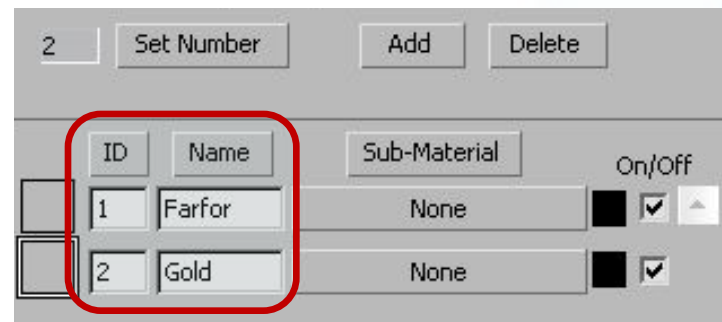 2 Set Number Add Delete
ID Name Sub-Material On/Off
1 Farfor None
2 Gold None